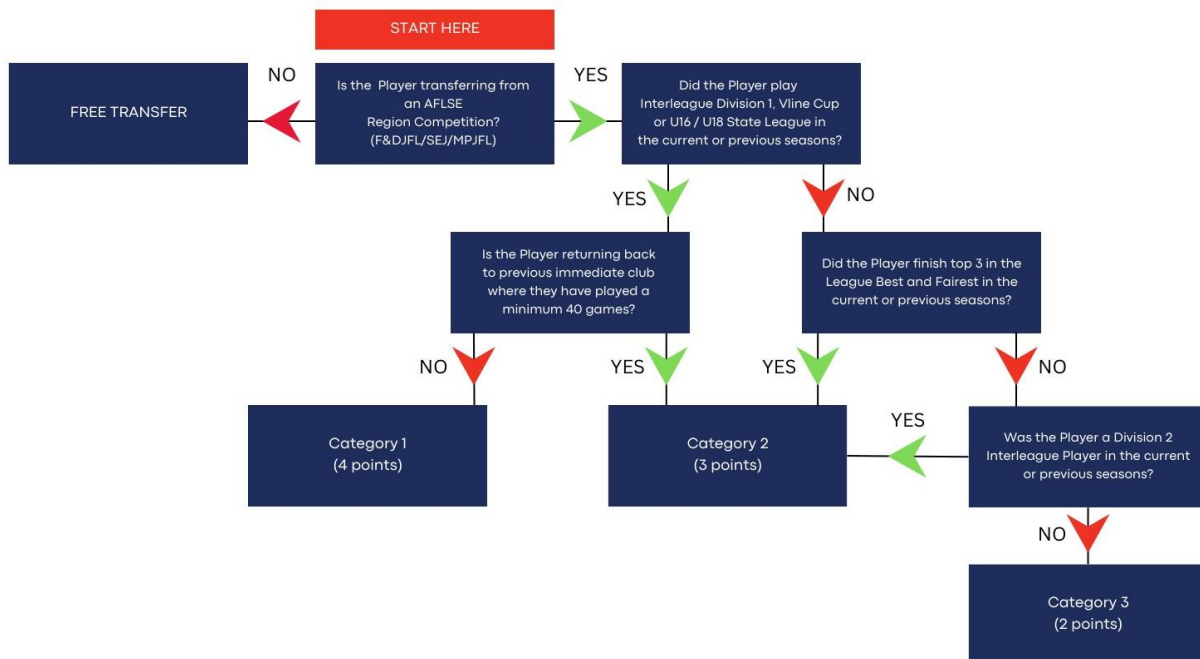 START HERE
FREE TRANSFER
NO
Is the Player transferring from
an AFLSE
Region Competition?
(F&DJFL/SEJ/MPJFL)
YES
Did the Player play
Interleague Division 1, Vline Cup
or U16 / U18 State League in
the current or previous seasons?
YES
NO
Is the Player returning back
to previous immediate club
where they have played a
minimum 40 games?
Did the Player finish top 3 in the
League Best and Fairest in the
current or previous seasons?
NO
YES
YES
NO
Category 1
(4 points)
Category 2
(3 points)
YES
Was the Player a Division 2
Interleague Player in the current
or previous seasons?
NO
Category 3
(2 points)